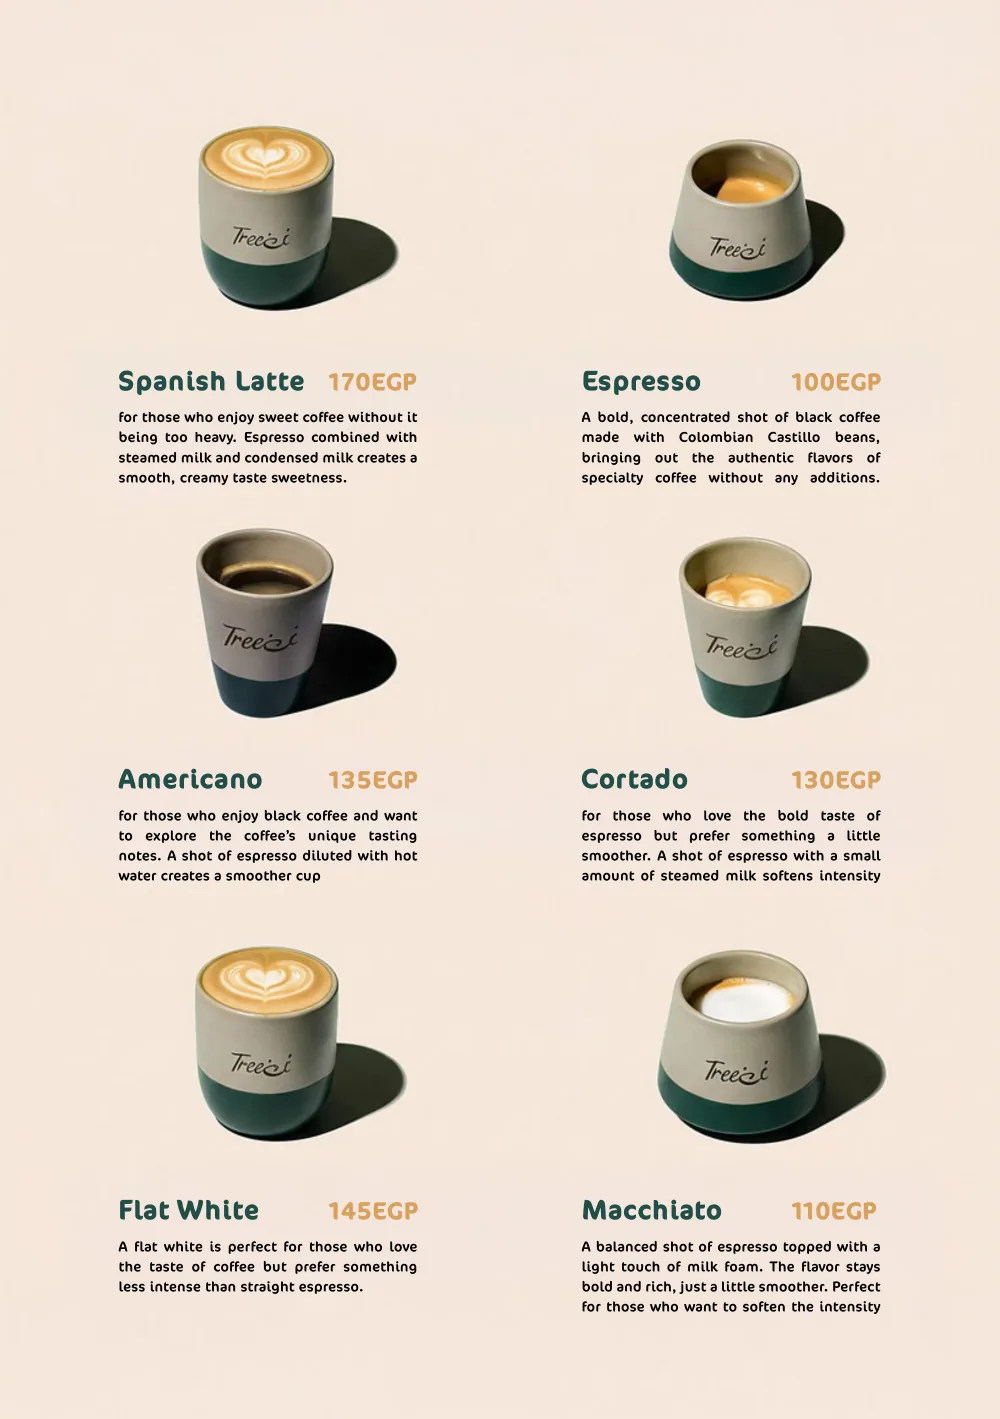 Spanish Latte 170EGP
for those who enjoy sweet coffee without it
being too heavy. Espresso combined with
steamed milk and condensed milk creates a
smooth, creamy taste sweetness.
Espresso 100EGP
A bold, concentrated shot of black coffee
made with Colombian Castillo beans,
bringing out the authentic flavors of
specialty coffee without any additions.
Americano 135EGP
for those who enjoy black coffee and want
to explore the coffee’s unique tasting
notes. A shot of espresso diluted with hot
water creates a smoother cup
Cortado 130EGP
for those who love the bold taste of
espresso but prefer something a little
smoother. A shot of espresso with a small
amount of steamed milk softens intensity
Flat White 145EGP
A flat white is perfect for those who love
the taste of coffee but prefer something
less intense than straight espresso.
Macchiato 110EGP
A balanced shot of espresso topped with a
light touch of milk foam. The flavor stays
bold and rich, just a little smoother. Perfect
for those who want to soften the intensity